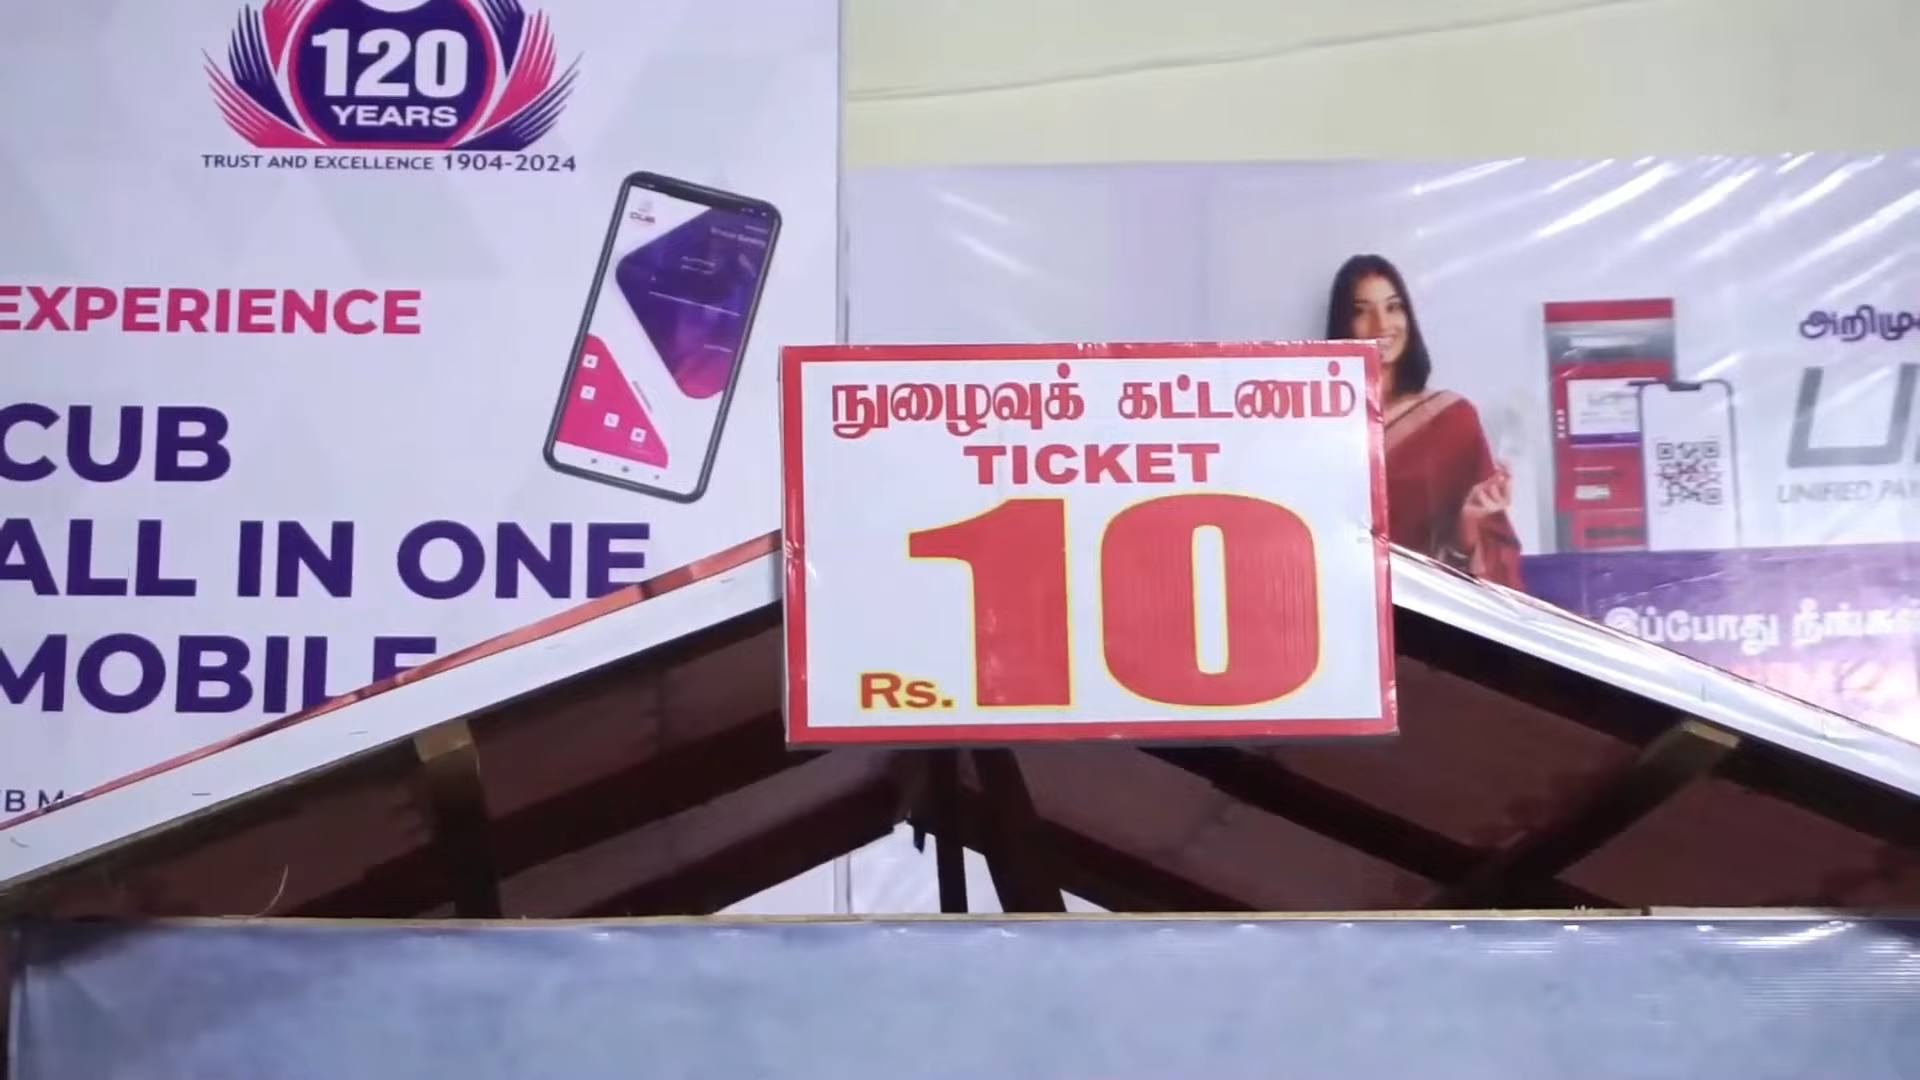 120
YEARS
TRUST AND EXCELLENCE 1904-2024
CUB
EXPERIENCE
CUB
ALL IN ONE
MOBILE
நுழைவுக் கட்டணம்
TICKET
Rs. 10
UNIFIED
இப்போது நீங்கள்